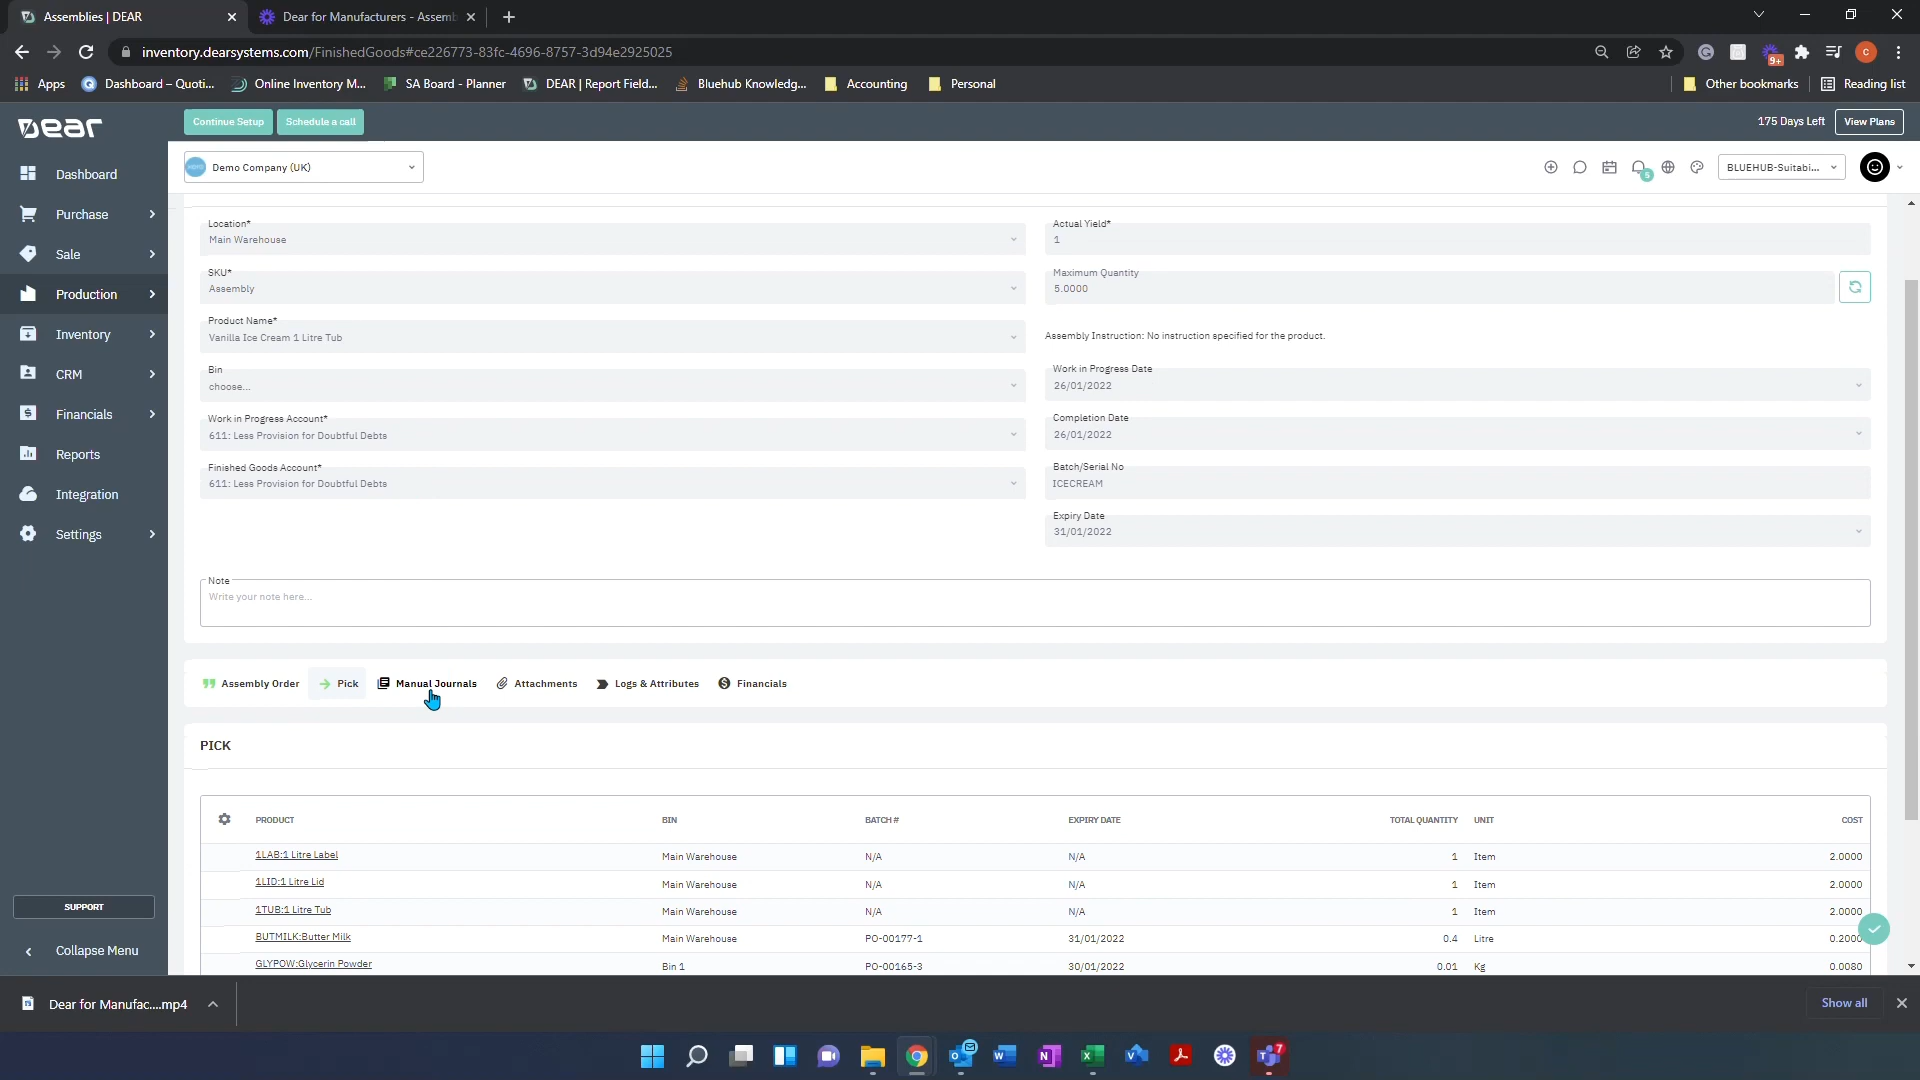 Assemblies | DEAR
Dear for Manufacturers - Assemb
inventory.dearsystems.com/FinishedGoods#ce226773-83fc-4696-8757-3d94e2925025
9+
C
Apps
Dashboard – Quoti...
Online Inventory M...
SA Board - Planner
DEAR | Report Field...
Bluehub Knowledg...
Accounting
Personal
Other bookmarks
Reading list
Dear
Continue Setup
Schedule a call
175 Days Left
View Plans
Demo Company (UK)
5
BLUEHUB-Suitabi...
Dashboard
Purchase
Sale
Production
Inventory
CRM
Financials
Reports
Integration
Settings
SUPPORT
Collapse Menu
Location*
Main Warehouse
SKU*
Assembly
Product Name*
Vanilla Ice Cream 1 Litre Tub
Bin
choose...
Work in Progress Account*
611: Less Provision for Doubtful Debts
Finished Goods Account*
611: Less Provision for Doubtful Debts
Actual Yield*
1
Maximum Quantity
5.0000
Assembly Instruction: No instruction specified for the product.
Work in Progress Date
26/01/2022
Completion Date
26/01/2022
Batch/Serial No
ICECREAM
Expiry Date
31/01/2022
Note
Write your note here...
Assembly Order
Pick
Manual Journals
Attachments
Logs & Attributes
Financials
PICK
PRODUCT BIN BATCH # EXPIRY DATE TOTAL QUANTITY UNIT COST
1LAB:1 Litre Label Main Warehouse N/A N/A 1 Item 2.0000
1LID:1 Litre Lid Main Warehouse N/A N/A 1 Item 2.0000
1TUB:1 Litre Tub Main Warehouse N/A N/A 1 Item 2.0000
BUTMILK:Butter Milk Main Warehouse PO-00177-1 31/01/2022 0.4 Litre 0.2000
GLYPOW:Glycerin Powder Bin 1 PO-00165-3 30/01/2022 0.01 Kg 0.0080
Dear for Manufac....mp4
Show all
7